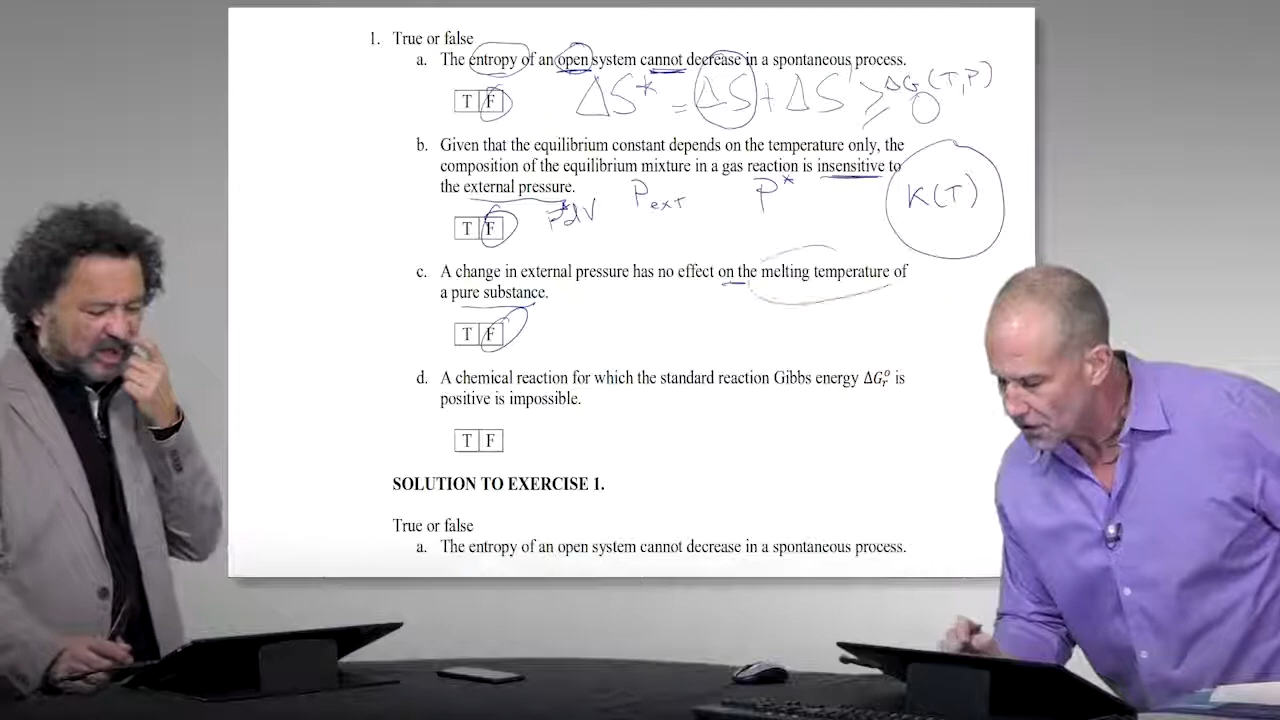 1. True or false
a. The entropy of an open system cannot decrease in a spontaneous process.
T F
ΔS* = ΔS + ΔS' ≥ 0
ΔG (T,P)
b. Given that the equilibrium constant depends on the temperature only, the
composition of the equilibrium mixture in a gas reaction is insensitive to
the external pressure.
K(T)
T F
P*dV
Pext
P*
c. A change in external pressure has no effect on the melting temperature of
a pure substance.
T F
d. A chemical reaction for which the standard reaction Gibbs energy ΔG_r^o is
positive is impossible.
T F
SOLUTION TO EXERCISE 1.
True or false
a. The entropy of an open system cannot decrease in a spontaneous process.